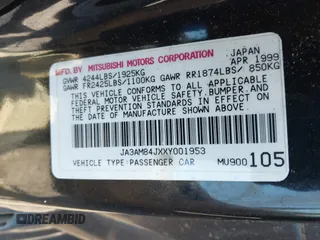 MFD BY MITSUBISHI MOTORS CORPORATION JAPAN
GVWR 4244LBS/1925KG APR 1999
GAWR FR2425LBS/1100KG GAWR RR1874LBS/ 850KG
THIS VEHICLE CONFORMS TO ALL APPLICABLE
FEDERAL MOTOR VEHICLE SAFETY, BUMPER, AND
THEFT PREVENTION STANDARDS IN EFFECT ON THE
DATE OF MANUFACTURE SHOWN ABOVE.
JA3AM84JXXY001953
VEHICLE TYPE:PASSENGER CAR MU900105
DREAMBID